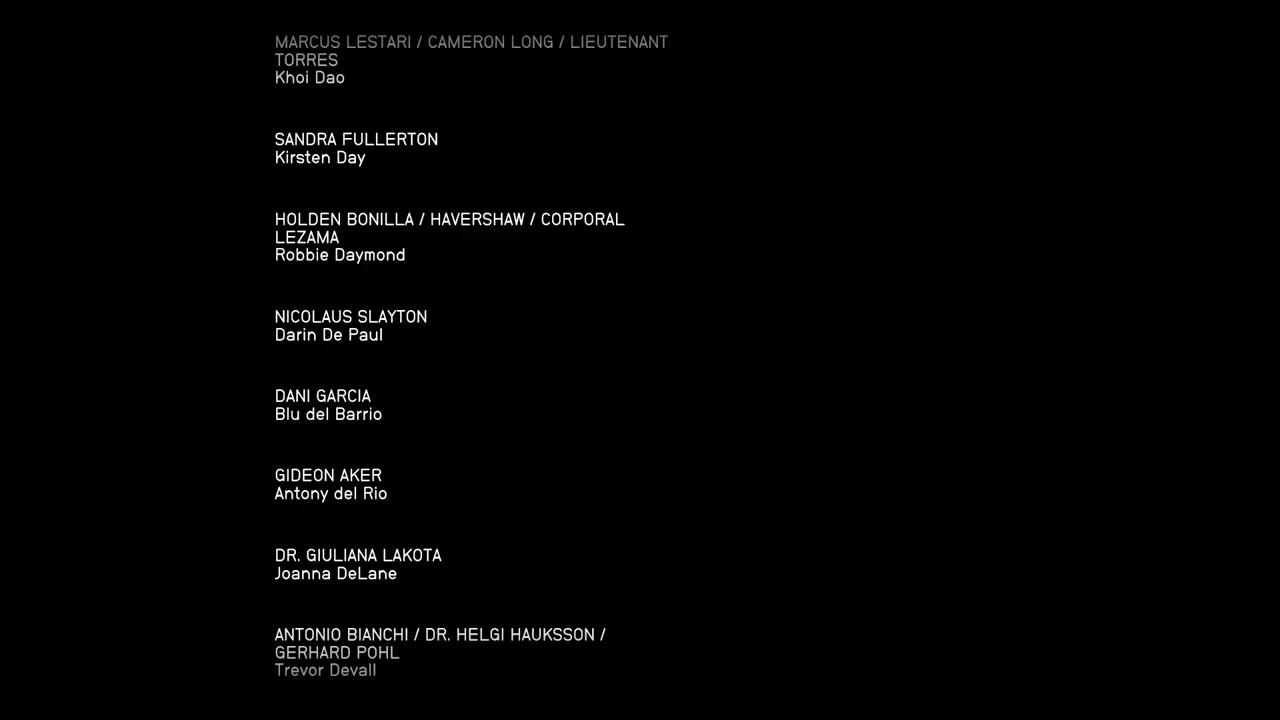 MARCUS LESTARI / CAMERON LONG / LIEUTENANT
TORRES
Khoi Dao
SANDRA FULLERTON
Kirsten Day
HOLDEN BONILLA / HAVERSHAW / CORPORAL
LEZAMA
Robbie Daymond
NICOLAUS SLAYTON
Darin De Paul
DANI GARCIA
Blu del Barrio
GIDEON AKER
Antony del Rio
DR. GIULIANA LAKOTA
Joanna DeLane
ANTONIO BIANCHI / DR. HELGI HAUKSSON /
GERHARD POHL
Trevor Devall